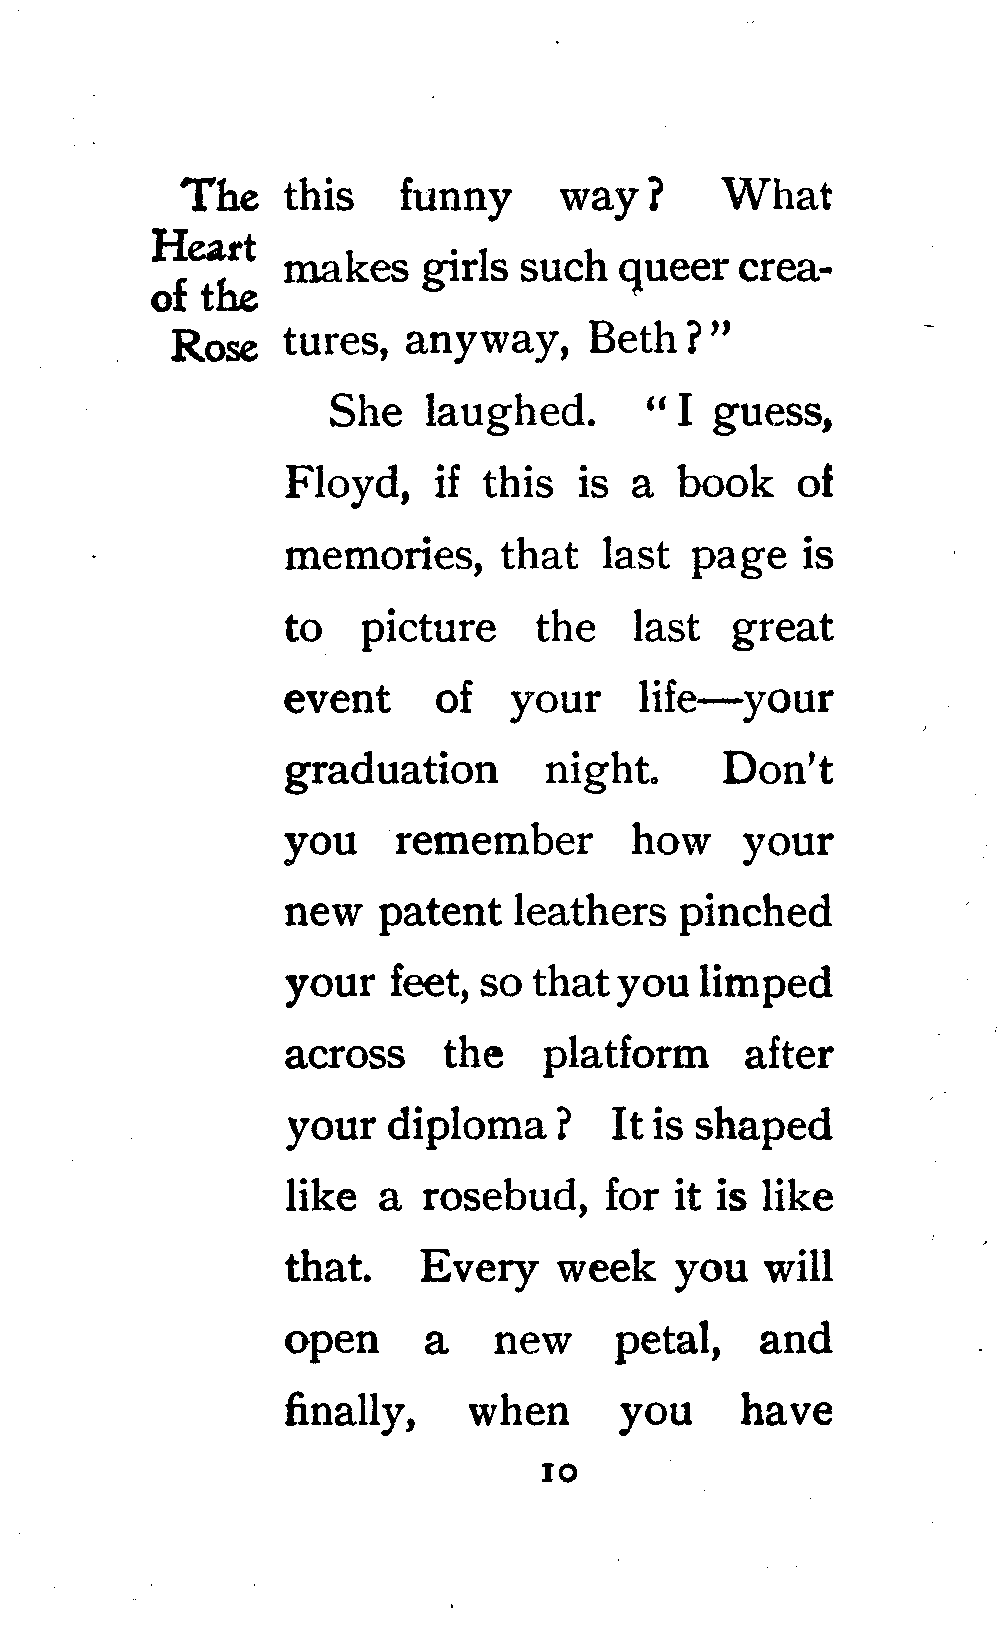 The
Heart
of the
Rose
this funny way? What
makes girls such queer crea-
tures, anyway, Beth?"
She laughed. "I guess,
Floyd, if this is a book of
memories, that last page is
to picture the last great
event of your life—your
graduation night. Don't
you remember how your
new patent leathers pinched
your feet, so that you limped
across the platform after
your diploma? It is shaped
like a rosebud, for it is like
that. Every week you will
open a new petal, and
finally, when you have
10